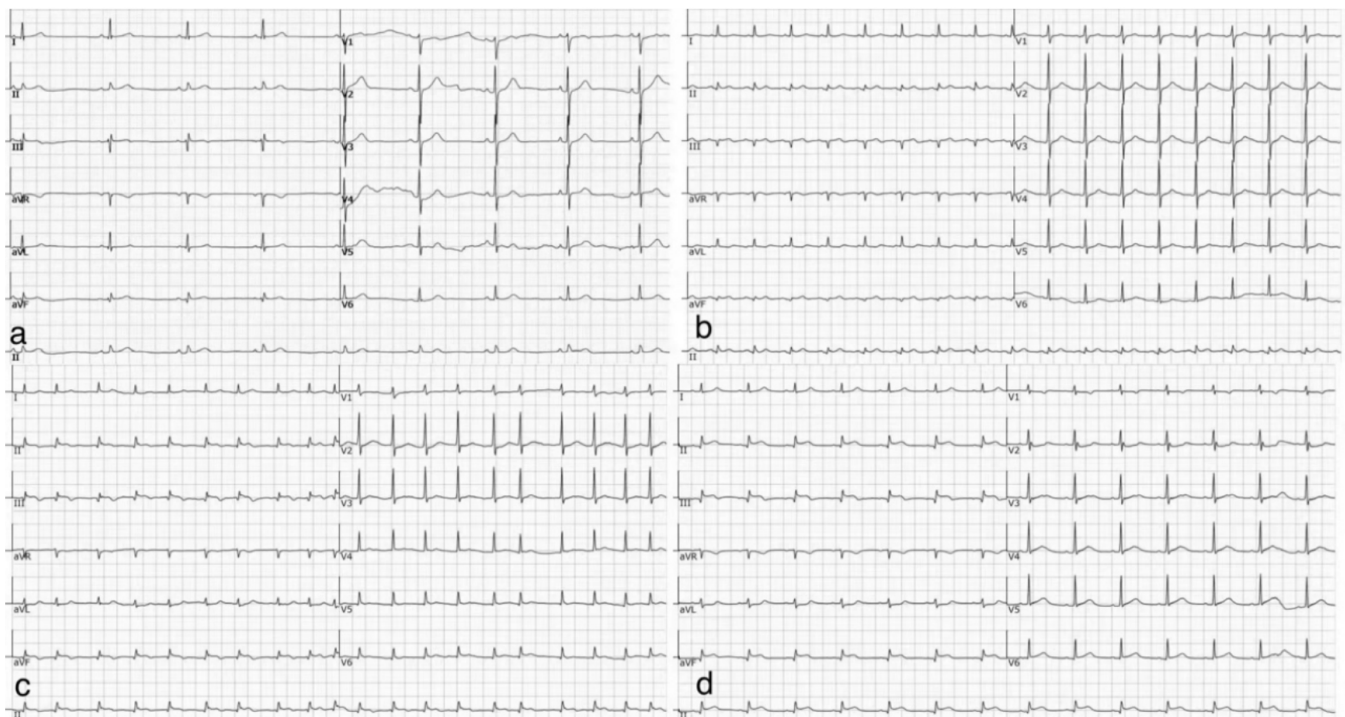 I V1
II V2
III V3
aVR V4
aVL V5
aVF V6
a
II
I V1
II V2
III V3
aVR V4
aVL V5
aVF V6
b
II
I V1
II V2
III V3
aVR V4
aVL V5
aVF V6
c
II
I V1
II V2
III V3
aVR V4
aVL V5
aVF V6
d
II